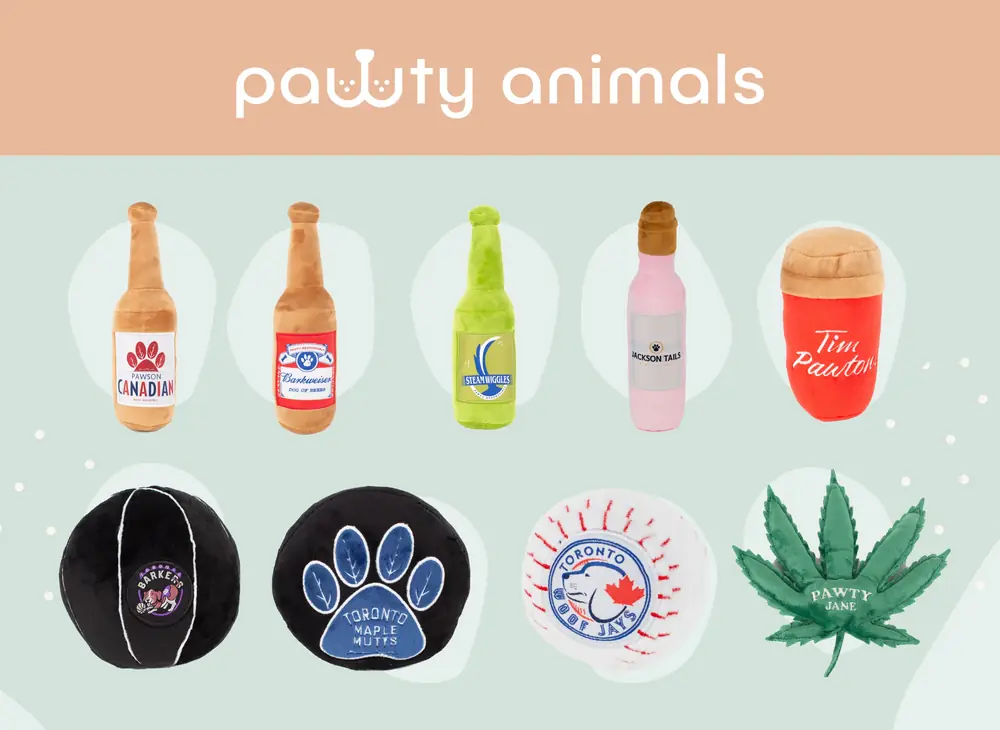 pawty animals
PAWSON
CANADIAN
Barkweiser
DOG OF BEERS
STEAMWIGGLES
JACKSON TAILS
Tim
Pawton's
BARKERS
TORONTO
MAPLE
MUTTS
TORONTO
WOOF JAYS
PAWTY
JANE